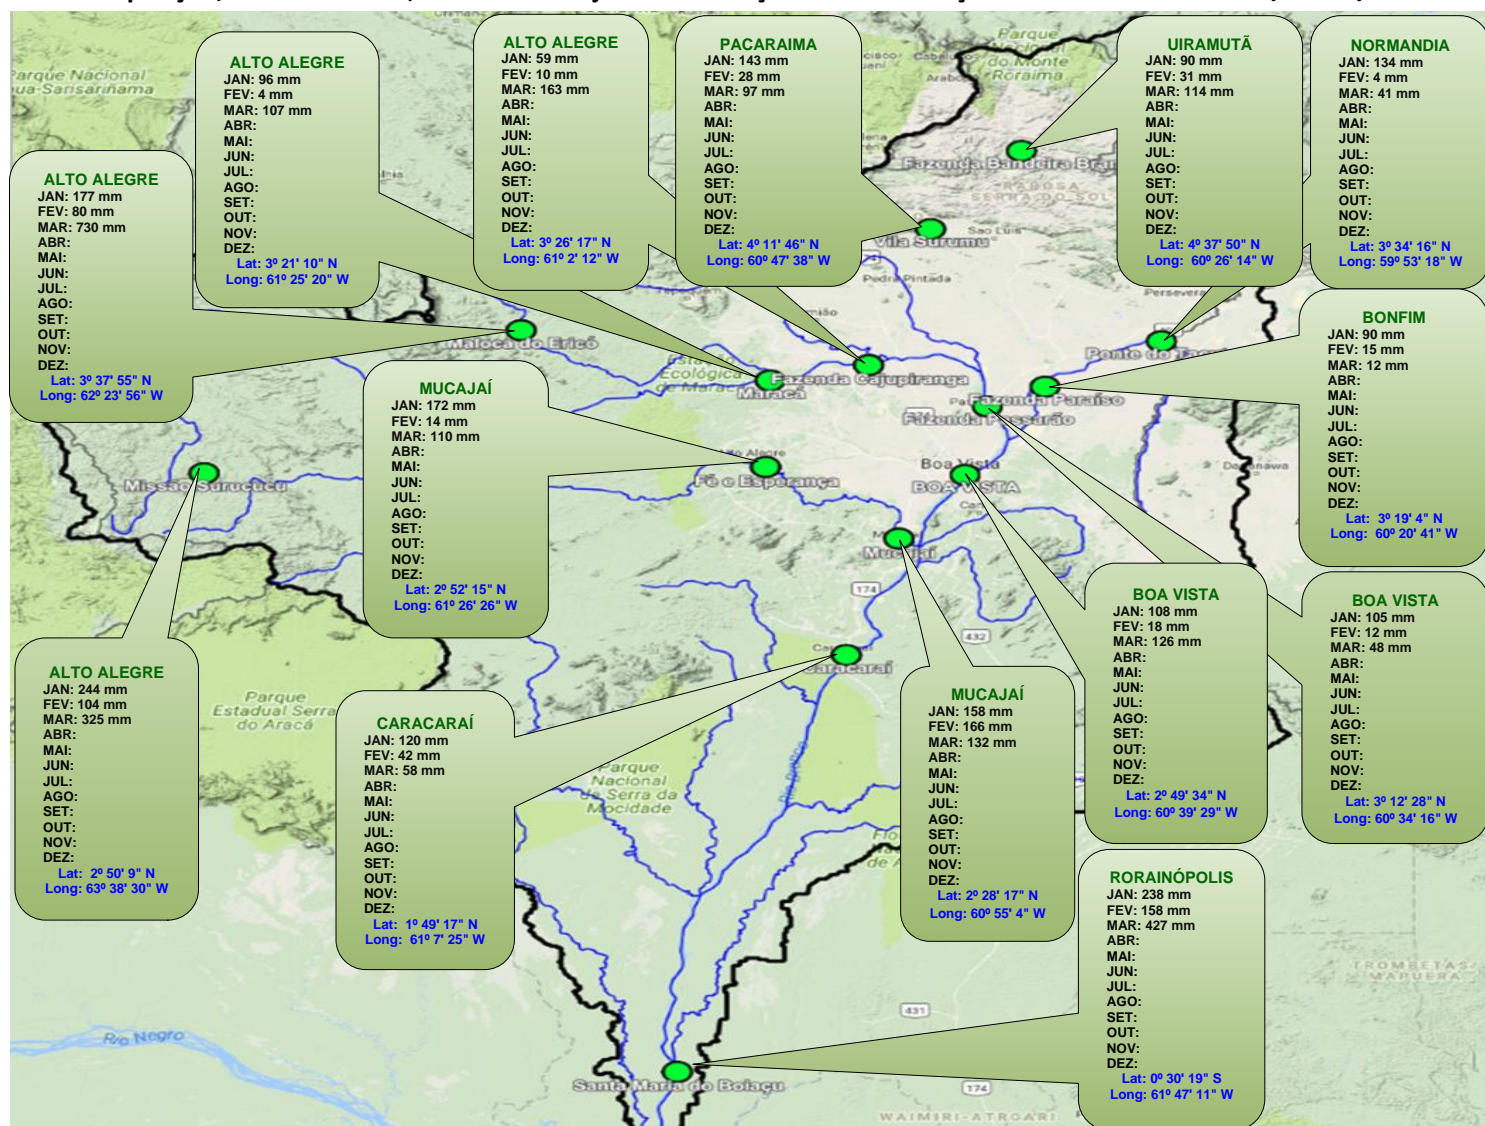 ALTO ALEGRE
JAN: 96 mm
FEV: 4 mm
MAR: 107 mm
ABR:
MAI:
JUN:
JUL:
AGO:
SET:
OUT:
NOV:
DEZ:
Lat: 3º 21' 10" N
Long: 61º 25' 20" W
ALTO ALEGRE
JAN: 59 mm
FEV: 10 mm
MAR: 163 mm
ABR:
MAI:
JUN:
JUL:
AGO:
SET:
OUT:
NOV:
DEZ:
Lat: 3º 26' 17" N
Long: 61º 2' 12" W
PACARAIMA
JAN: 143 mm
FEV: 28 mm
MAR: 97 mm
ABR:
MAI:
JUN:
JUL:
AGO:
SET:
OUT:
NOV:
DEZ:
Lat: 4º 11' 46" N
Long: 60º 47' 38" W
UIRAMUTÃ
JAN: 90 mm
FEV: 31 mm
MAR: 114 mm
ABR:
MAI:
JUN:
JUL:
AGO:
SET:
OUT:
NOV:
DEZ:
Lat: 4º 37' 50" N
Long: 60º 26' 14" W
NORMANDIA
JAN: 134 mm
FEV: 4 mm
MAR: 41 mm
ABR:
MAI:
JUN:
JUL:
AGO:
SET:
OUT:
NOV:
DEZ:
Lat: 3º 34' 16" N
Long: 59º 53' 18" W
ALTO ALEGRE
JAN: 177 mm
FEV: 80 mm
MAR: 730 mm
ABR:
MAI:
JUN:
JUL:
AGO:
SET:
OUT:
NOV:
DEZ:
Lat: 3º 37' 55" N
Long: 62º 23' 56" W
MUCAJAÍ
JAN: 172 mm
FEV: 14 mm
MAR: 110 mm
ABR:
MAI:
JUN:
JUL:
AGO:
SET:
OUT:
NOV:
DEZ:
Lat: 2º 52' 15" N
Long: 61º 26' 26" W
BONFIM
JAN: 90 mm
FEV: 15 mm
MAR: 12 mm
ABR:
MAI:
JUN:
JUL:
AGO:
SET:
OUT:
NOV:
DEZ:
Lat: 3º 19' 4" N
Long: 60º 20' 41" W
ALTO ALEGRE
JAN: 244 mm
FEV: 104 mm
MAR: 325 mm
ABR:
MAI:
JUN:
JUL:
AGO:
SET:
OUT:
NOV:
DEZ:
Lat: 2º 50' 9" N
Long: 63º 38' 30" W
CARACARAÍ
JAN: 120 mm
FEV: 42 mm
MAR: 58 mm
ABR:
MAI:
JUN:
JUL:
AGO:
SET:
OUT:
NOV:
DEZ:
Lat: 1º 49' 17" N
Long: 61º 7' 25" W
MUCAJAÍ
JAN: 158 mm
FEV: 166 mm
MAR: 132 mm
ABR:
MAI:
JUN:
JUL:
AGO:
SET:
OUT:
NOV:
DEZ:
Lat: 2º 28' 17" N
Long: 60º 55' 4" W
BOA VISTA
JAN: 108 mm
FEV: 18 mm
MAR: 126 mm
ABR:
MAI:
JUN:
JUL:
AGO:
SET:
OUT:
NOV:
DEZ:
Lat: 2º 49' 34" N
Long: 60º 39' 29" W
BOA VISTA
JAN: 105 mm
FEV: 12 mm
MAR: 48 mm
ABR:
MAI:
JUN:
JUL:
AGO:
SET:
OUT:
NOV:
DEZ:
Lat: 3º 12' 28" N
Long: 60º 34' 16" W
RORAINÓPOLIS
JAN: 238 mm
FEV: 158 mm
MAR: 427 mm
ABR:
MAI:
JUN:
JUL:
AGO:
SET:
OUT:
NOV:
DEZ:
Lat: 0º 30' 19" S
Long: 61º 47' 11" W
Parque Nacional
Parque
do Monte
Roraima
Fazenda Bandeira
RAPOSA
Vila Surumu
Sao Luis
Pedra Pintada
Maloca do Ericó
Ponte do
Ecológica
de Maracá
Fazenda Cajupiranga
Maracá
Fazenda Paraíso
Fazenda Passarão
Alegre
Fé e Esperança
Boa Vista
BOA VISTA
Missão Surucucu
Mucajaí
174
432
Caracaraí
Parque
Estadual Serra
do Aracá
Parque
Nacional
da Serra da
Mocidade
Rio Branco
Rio Negro
431
TROMBETAS/
MAPUERA
174
Santa Maria do Boiaçu
WAIMIRI-ATROARI